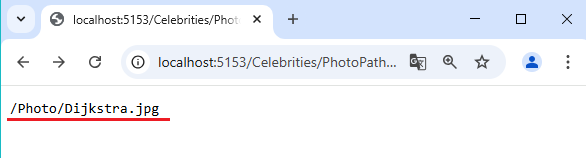 localhost:5153/Celebrities/Phot
localhost:5153/Celebrities/PhotoPath...
/Photo/Dijkstra.jpg